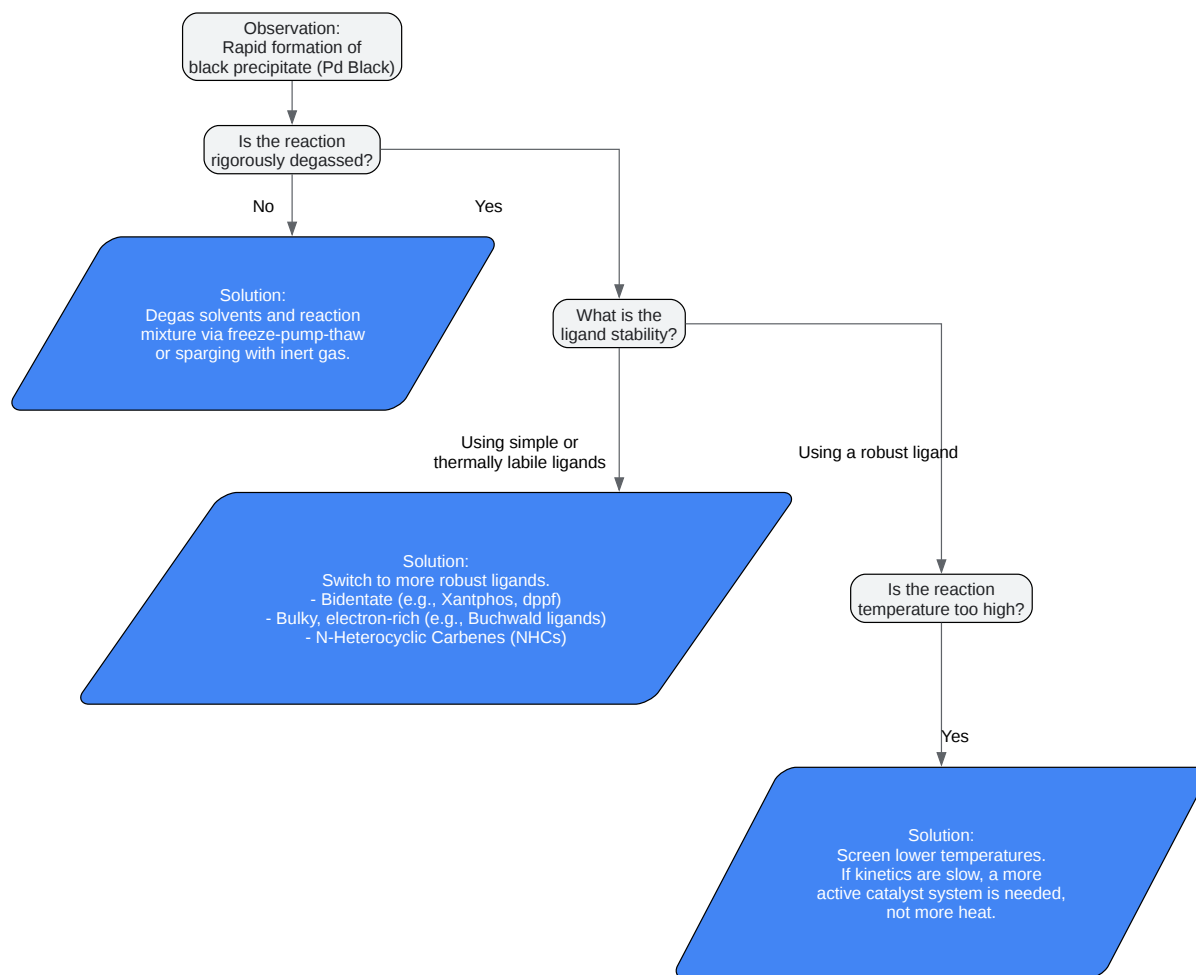 Observation:
Rapid formation of
black precipitate (Pd Black)
Is the reaction
rigorously degassed?
No
Yes
Solution:
Degas solvents and reaction
mixture via freeze-pump-thaw
or sparging with inert gas.
What is the
ligand stability?
Using simple or
thermally labile ligands
Using a robust ligand
Solution:
Switch to more robust ligands.
- Bidentate (e.g., Xantphos, dppf)
- Bulky, electron-rich (e.g., Buchwald ligands)
- N-Heterocyclic Carbenes (NHCs)
Is the reaction
temperature too high?
Yes
Solution:
Screen lower temperatures.
If kinetics are slow, a more
active catalyst system is needed,
not more heat.